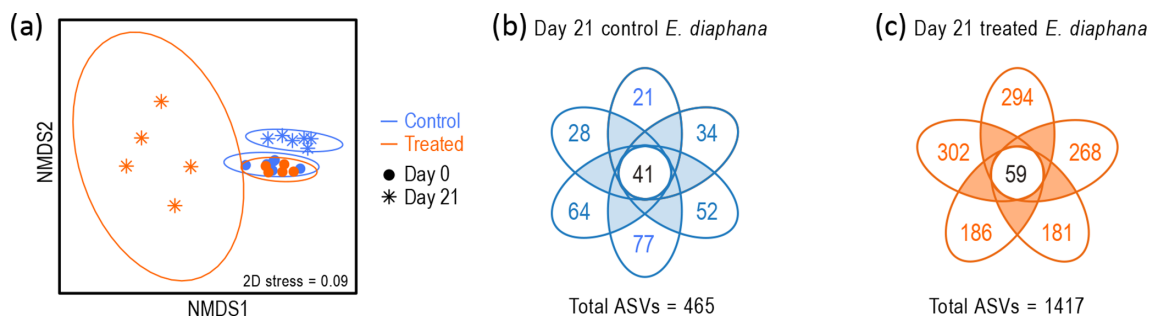 (a)
NMDS2
NMDS1
2D stress = 0.09
Control
Treated
Day 0
Day 21
(b) Day 21 control E. diaphana
21
28
34
41
64
52
77
Total ASVs = 465
(c) Day 21 treated E. diaphana
294
302
268
59
186
181
Total ASVs = 1417